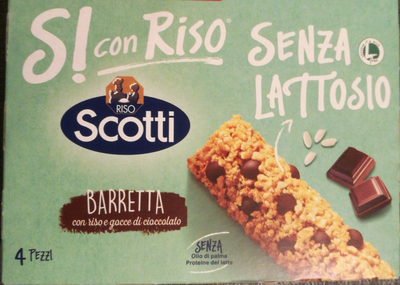 Sì con Riso®
SENZA
LATTOSIO
RISO
Scotti
BARRETTA
con riso e gocce di cioccolato
4 PEZZI
SENZA
Olio di palma
Proteine del latte